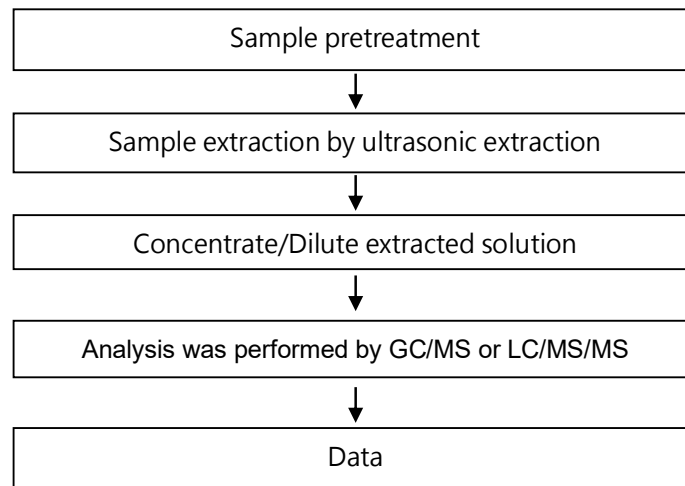 Sample pretreatment
Sample extraction by ultrasonic extraction
Concentrate/Dilute extracted solution
Analysis was performed by GC/MS or LC/MS/MS
Data